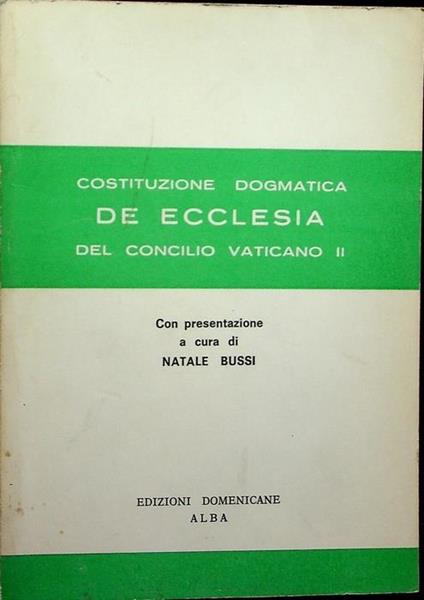 COSTITUZIONE DOGMATICA
DE ECCLESIA
DEL CONCILIO VATICANO II
Con presentazione
a cura di
NATALE BUSSI
EDIZIONI DOMENICANE
ALBA